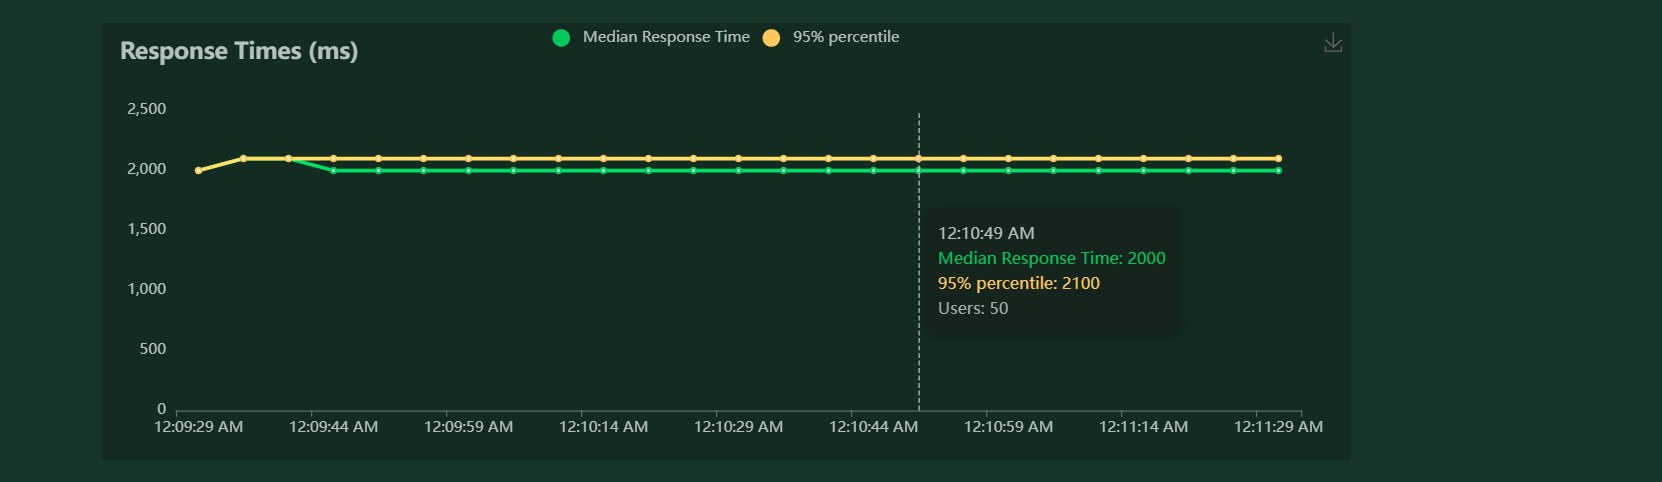 Response Times (ms)
Median Response Time
95% percentile
2,500
2,000
1,500
1,000
500
0
12:10:49 AM
Median Response Time: 2000
95% percentile: 2100
Users: 50
12:09:29 AM
12:09:44 AM
12:09:59 AM
12:10:14 AM
12:10:29 AM
12:10:44 AM
12:10:59 AM
12:11:14 AM
12:11:29 AM